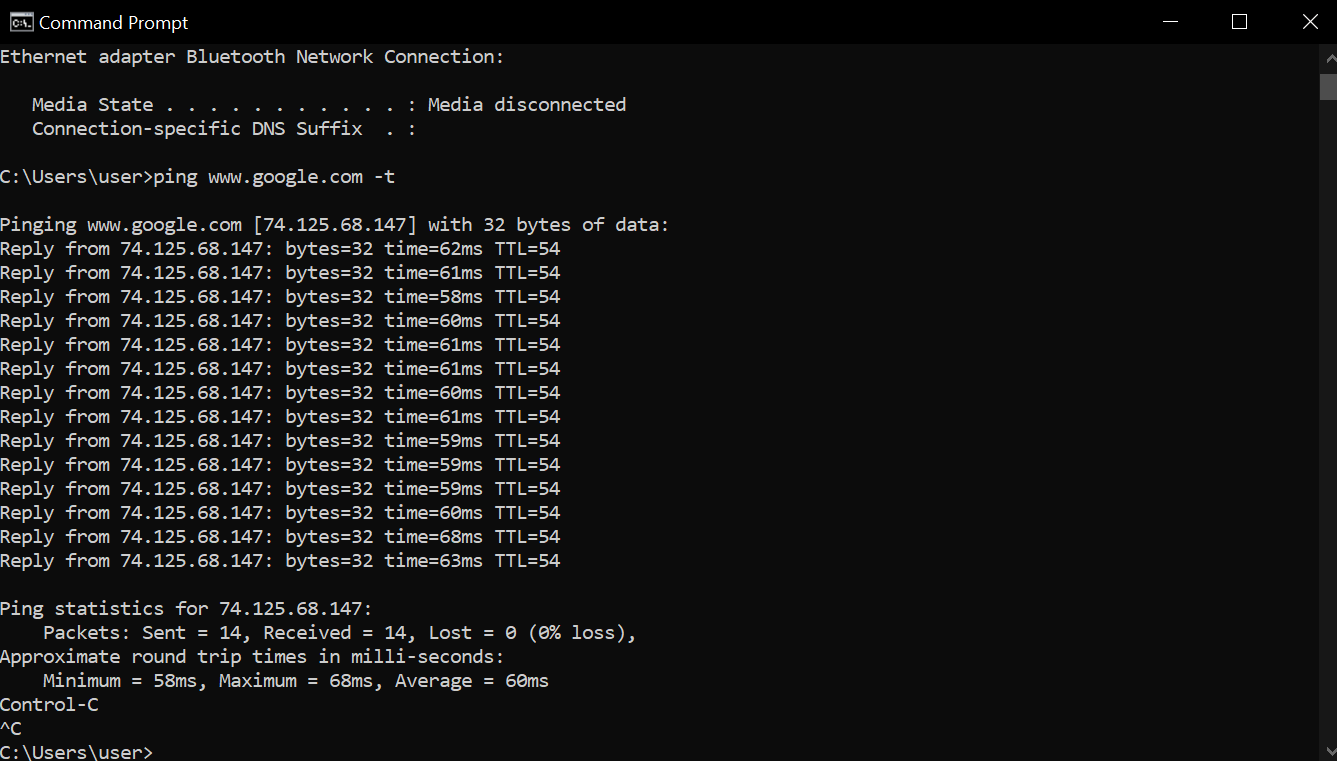 Command Prompt
Ethernet adapter Bluetooth Network Connection:
   Media State . . . . . . . . . . . : Media disconnected
   Connection-specific DNS Suffix  . :
C:\Users\user>ping www.google.com -t
Pinging www.google.com [74.125.68.147] with 32 bytes of data:
Reply from 74.125.68.147: bytes=32 time=62ms TTL=54
Reply from 74.125.68.147: bytes=32 time=61ms TTL=54
Reply from 74.125.68.147: bytes=32 time=58ms TTL=54
Reply from 74.125.68.147: bytes=32 time=60ms TTL=54
Reply from 74.125.68.147: bytes=32 time=61ms TTL=54
Reply from 74.125.68.147: bytes=32 time=61ms TTL=54
Reply from 74.125.68.147: bytes=32 time=60ms TTL=54
Reply from 74.125.68.147: bytes=32 time=61ms TTL=54
Reply from 74.125.68.147: bytes=32 time=59ms TTL=54
Reply from 74.125.68.147: bytes=32 time=59ms TTL=54
Reply from 74.125.68.147: bytes=32 time=59ms TTL=54
Reply from 74.125.68.147: bytes=32 time=60ms TTL=54
Reply from 74.125.68.147: bytes=32 time=68ms TTL=54
Reply from 74.125.68.147: bytes=32 time=63ms TTL=54
Ping statistics for 74.125.68.147:
    Packets: Sent = 14, Received = 14, Lost = 0 (0% loss),
Approximate round trip times in milli-seconds:
    Minimum = 58ms, Maximum = 68ms, Average = 60ms
Control-C
^C
C:\Users\user>